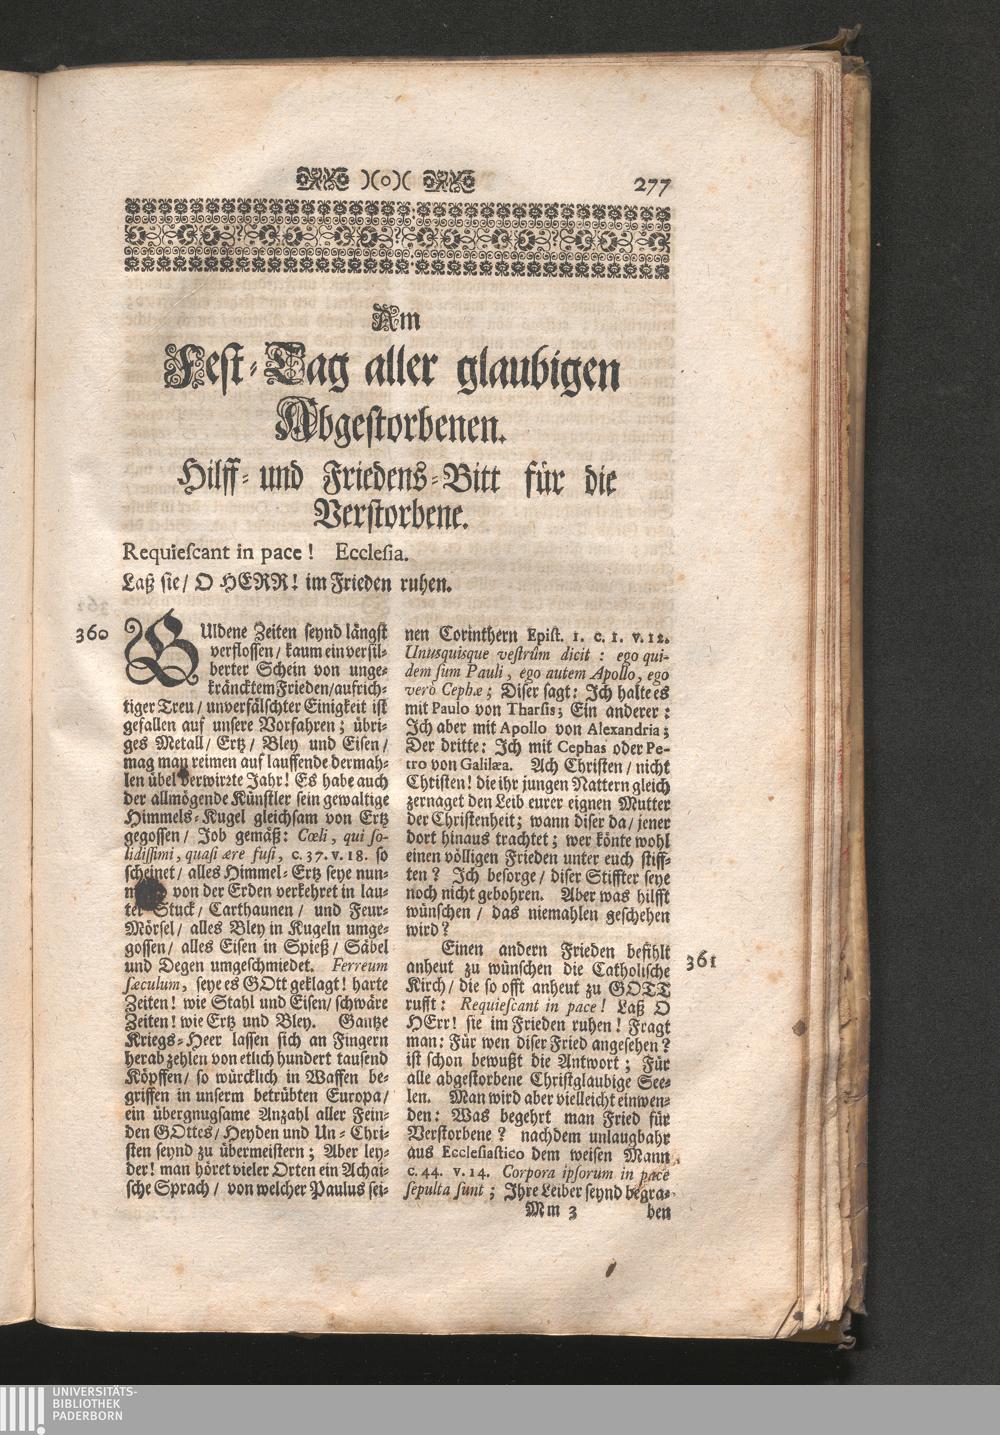 )(o)(
277
Am
Fest-Tag aller glaubigen
Abgestorbenen.
Hilff- und Friedens-Bitt für die
Verstorbene.
Requiescant in pace! Ecclesia.
Laß sie/ O HERR! im Frieden ruhen.
360
GUldene Zeiten seynd längst
verflossen/ kaum ein versil-
berter Schein von unge-
kräncktem Frieden/ aufrich-
tiger Treu/ unverfälschter Einigkeit ist
gefallen auf unsere Vorfahren; übri-
ges Metall/ Ertz/ Bley und Eisen/
mag man reimen auf lauffende dermah-
len übel verwirzte Jahr! Es habe auch
der allmögende Künstler sein gewaltige
Himmels-Kugel gleichsam von Ertz
gegossen/ Job gemäß: Cœli, qui so-
lidissimi, quasi ære fusi, c. 37. v. 18. so
scheinet/ alles Himmel-Ertz seye nun-
von der Erden verkehret in lau-
ter Stuck/ Carthaunen/ und Feur-
Mörsel/ alles Bley in Kugeln umge-
gossen/ alles Eisen in Spieß/ Säbel
und Degen umgeschmiedet. Ferreum
sæculum, seye es GOtt geklagt! harte
Zeiten! wie Stahl und Eisen/ schwäre
Zeiten! wie Ertz und Bley. Gantze
Kriegs-Heer lassen sich an Fingern
herab zehlen von etlich hundert tausend
Köpffen/ so würcklich in Waffen be-
griffen in unserm betrübten Europa/
ein übergnugsame Anzahl aller Fein-
den GOttes/ Heyden und Un-Chri-
sten seynd zu übermeistern; Aber ley-
der! man höret vieler Orten ein Achai-
sche Sprach/ von welcher Paulus sei-
nen Corinthern Epist. 1. c. 1. v. 12.
Unusquisque vestrûm dicit : ego qui-
dem sum Pauli, ego autem Apollo, ego
verò Cephæ; Diser sagt: Ich halte es
mit Paulo von Tharsis; Ein anderer:
Ich aber mit Apollo von Alexandria;
Der dritte: Ich mit Cephas oder Pe-
tro von Galilæa. Ach Christen/ nicht
Chtisten! die ihr jungen Nattern gleich
zernaget den Leib eurer eignen Mutter
der Christenheit; wann diser da/ jener
dort hinaus trachtet; wer könte wohl
einen völligen Frieden unter euch stiff-
ten? Ich besorge/ diser Stiffter seye
noch nicht gebohren. Aber was hilfft
wünschen/ das niemahlen geschehen
wird?
Einen andern Frieden befihlt
361
anheut zu wünschen die Catholische
Kirch/ die so offt anheut zu GOTT
rufft: Requiescant in pace! Laß O
HErr! sie im Frieden ruhen! Fragt
man: Für wen diser Fried angesehen?
ist schon bewußt die Antwort; Für
alle abgestorbene Christglaubige See-
len. Man wird aber vielleicht einwen-
den: Was begehrt man Fried für
Verstorbene? nachdem unlaugbahr
aus Ecclesiastico dem weisen Mann
c. 44. v. 14. Corpora ipsorum in pace
sepulta sunt; Ihre Leiber seynd begra-
Mm 3 ben
UNIVERSITÄTS-
BIBLIOTHEK
PADERBORN